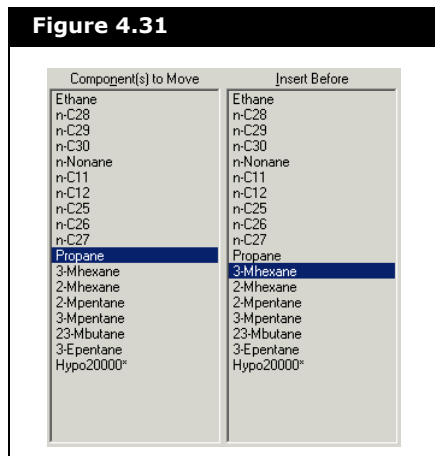 Figure 4.31
Component(s) to Move Insert Before
Ethane Ethane
n-C28 n-C28
n-C29 n-C29
n-C30 n-C30
n-Nonane n-Nonane
n-C11 n-C11
n-C12 n-C12
n-C25 n-C25
n-C26 n-C26
n-C27 n-C27
Propane Propane
3-Mhexane 3-Mhexane
2-Mhexane 2-Mhexane
2-Mpentane 2-Mpentane
3-Mpentane 3-Mpentane
23-Mbutane 23-Mbutane
3-Epentane 3-Epentane
Hypo20000* Hypo20000*